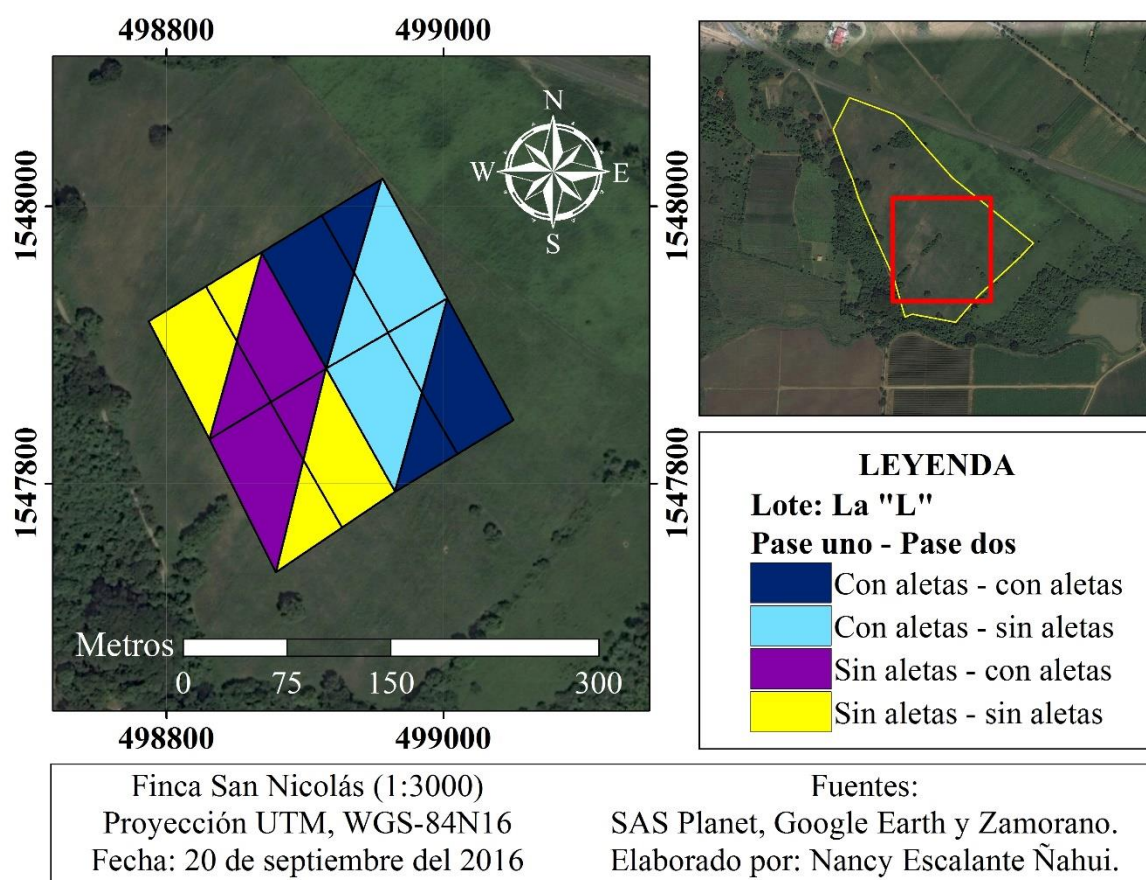 498800 499000
N
W E
S
1548000 1548000
1547800 1547800
Metros
0 75 150 300
498800 499000
LEYENDA
Lote: La "L"
Pase uno - Pase dos
Con aletas - con aletas
Con aletas - sin aletas
Sin aletas - con aletas
Sin aletas - sin aletas
Finca San Nicolás (1:3000)
Proyección UTM, WGS-84N16
Fecha: 20 de septiembre del 2016
Fuentes:
SAS Planet, Google Earth y Zamorano.
Elaborado por: Nancy Escalante Ñahui.